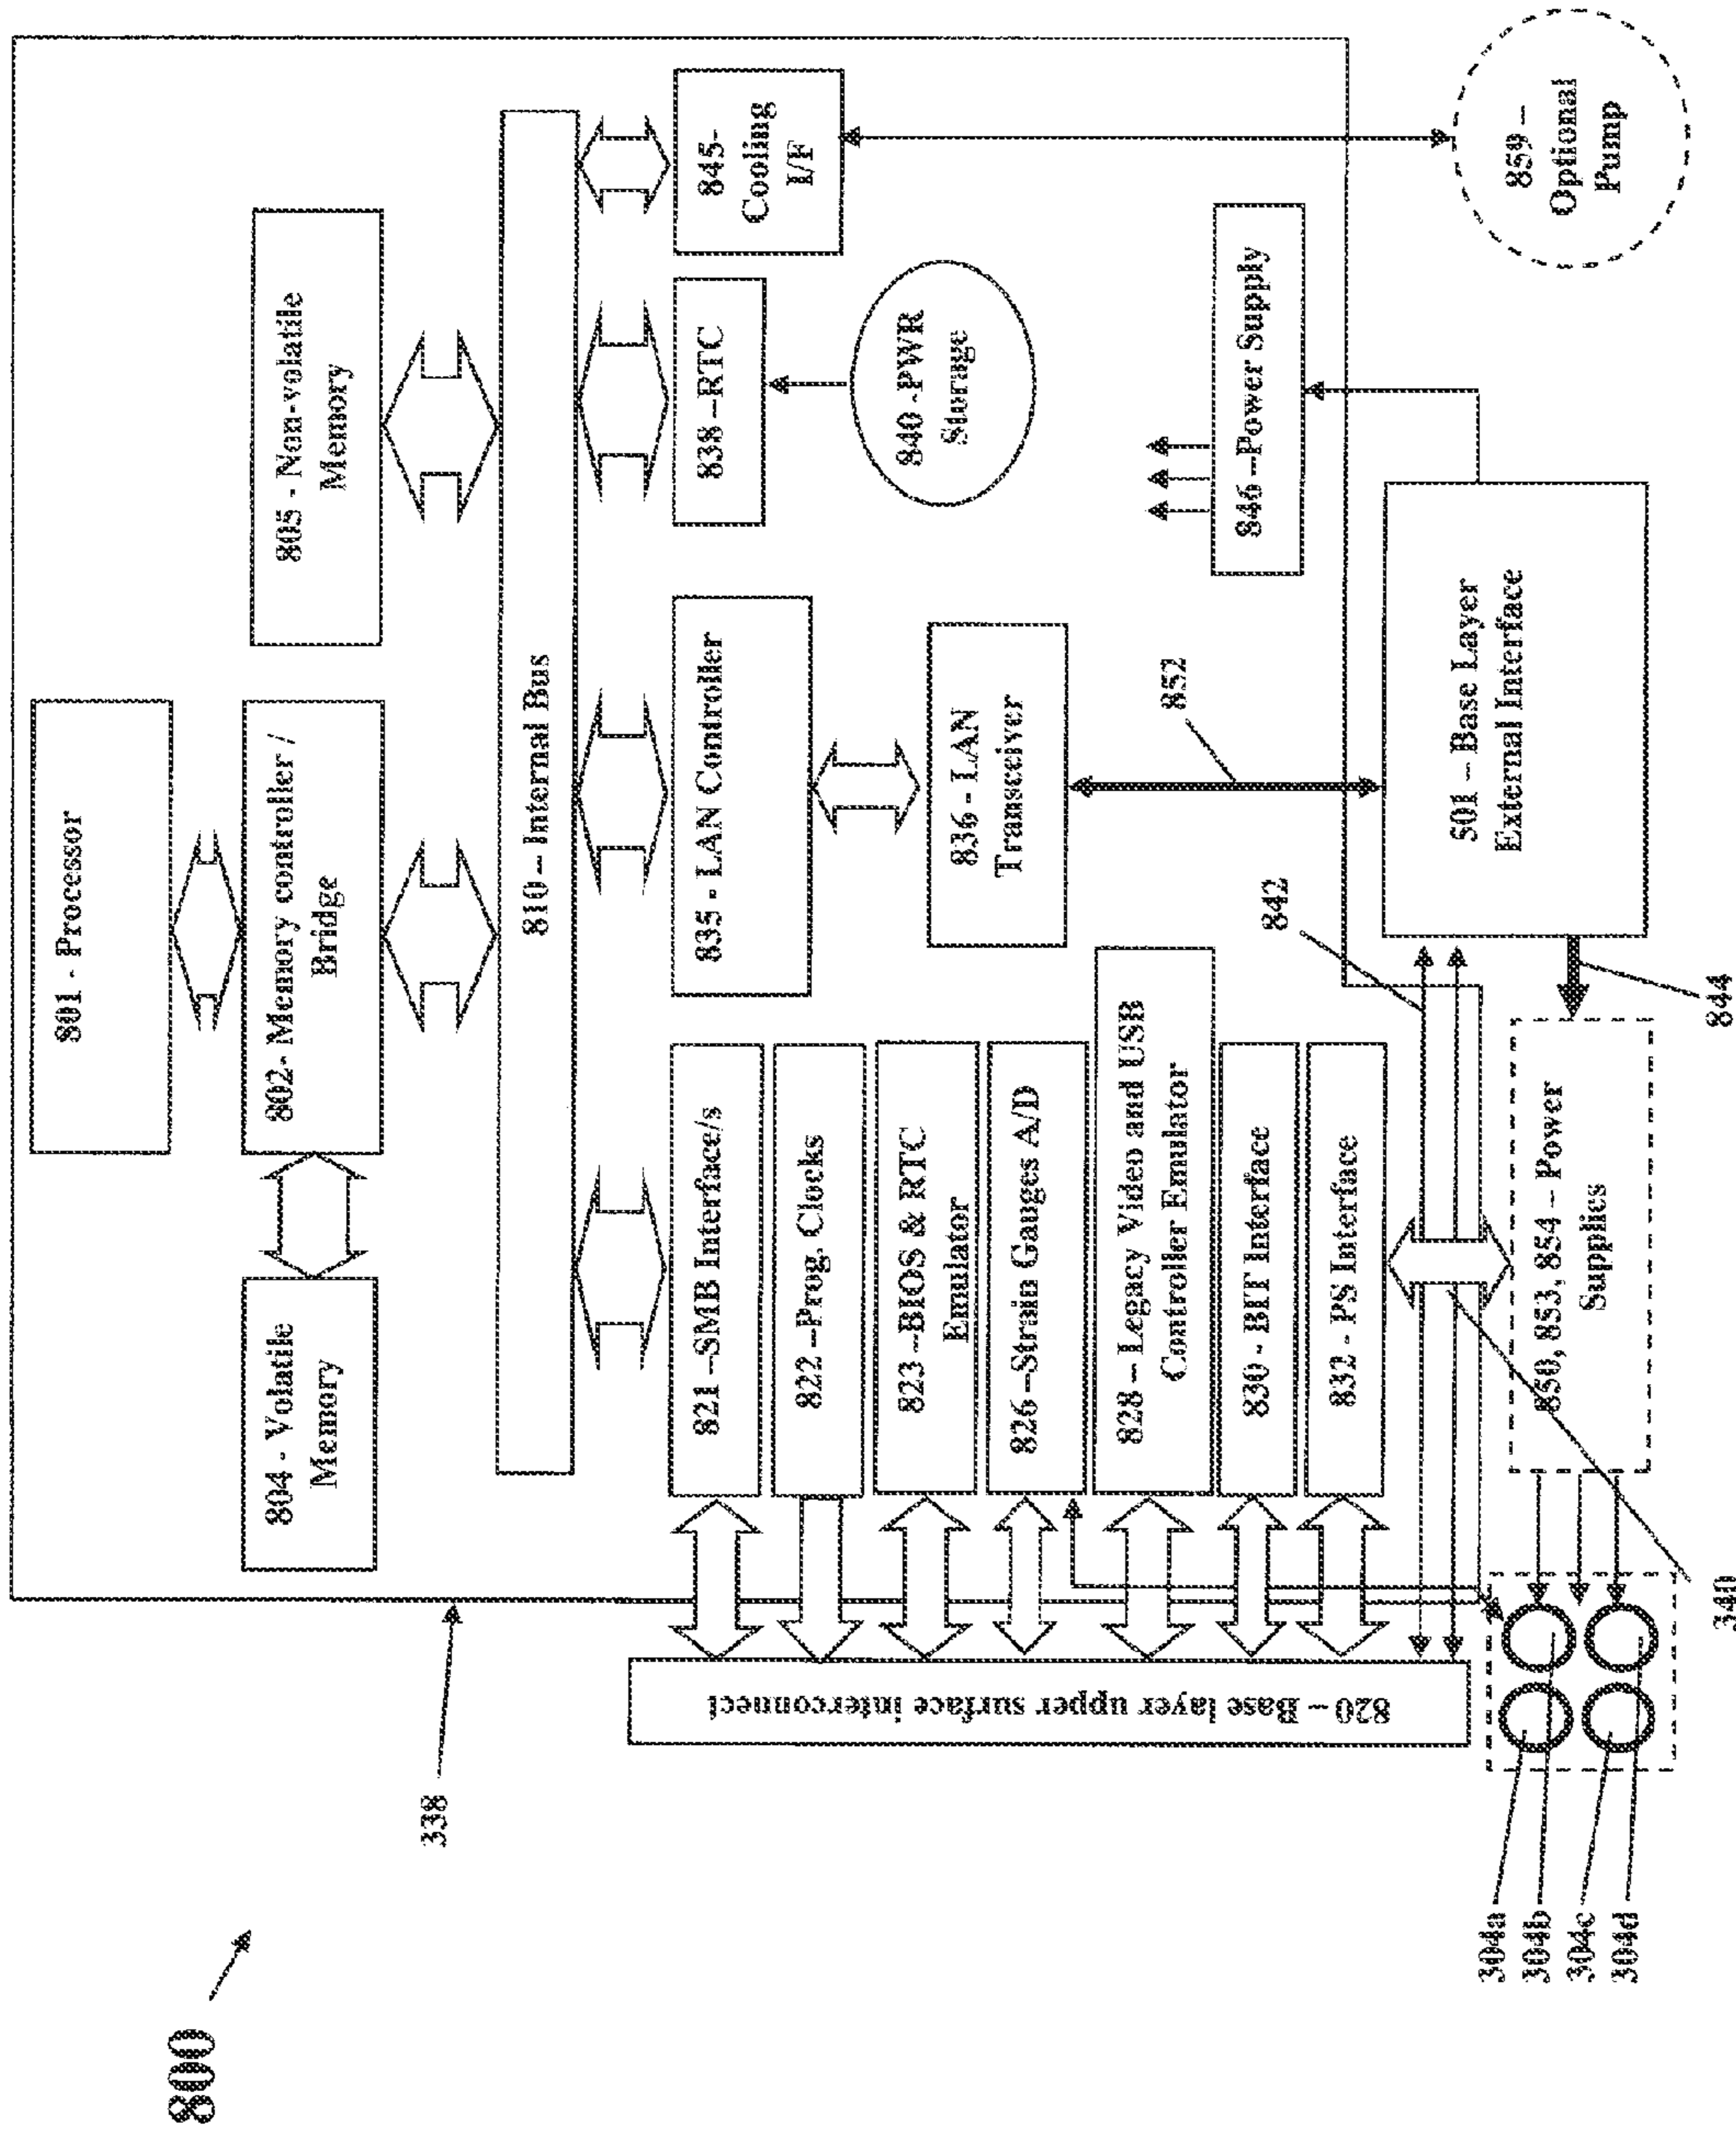 800
338
801 - Processor
804 - Volatile
Memory
802- Memory controller /
Bridge
805 - Non-volatile
Memory
810 – Internal Bus
820 – Base layer upper surface interconnect
821 –SMB Interface/s
822 –Prog. Clocks
823 –BIOS & RTC
Emulator
826 –Strain Gauges A/D
828 – Legacy Video and USB
Controller Emulator
830 - BIT Interface
832 - PS Interface
835 - LAN Controller
836 - LAN
Transceiver
838 –RTC
840 -PWR
Storage
845-
Cooling
I/F
846 –Power Supply
852
842
501 – Base Layer
External Interface
859 –
Optional
Pump
850, 853, 854 – Power
Supplies
844
340
304a
304b
304c
304d